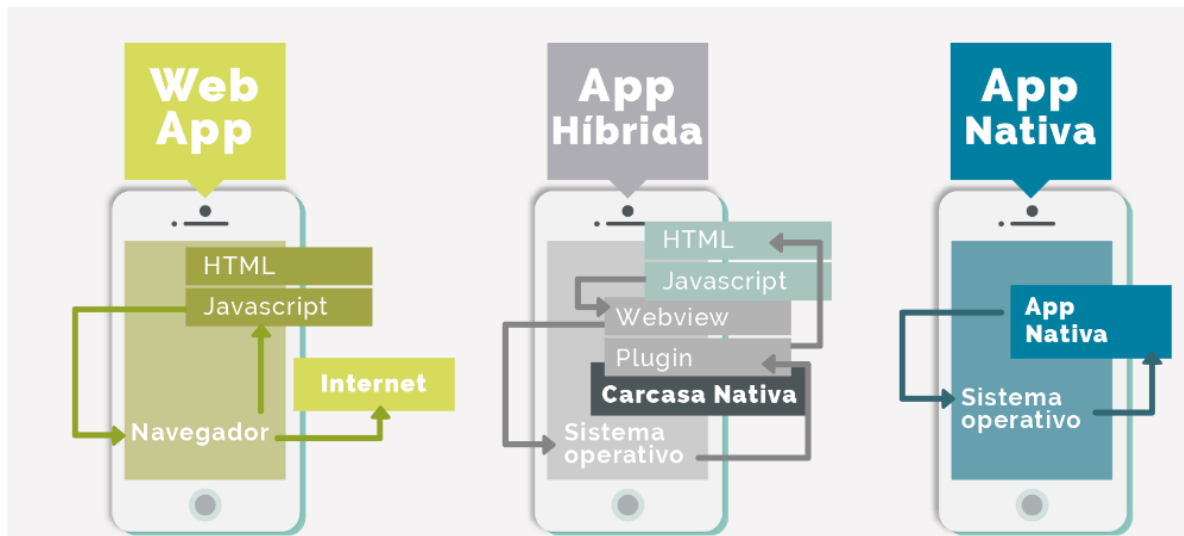 Web
App
HTML
Javascript
Internet
Navegador
App
Híbrida
HTML
Javascript
Webview
Plugin
Carcasa Nativa
Sistema
operativo
App
Nativa
App
Nativa
Sistema
operativo